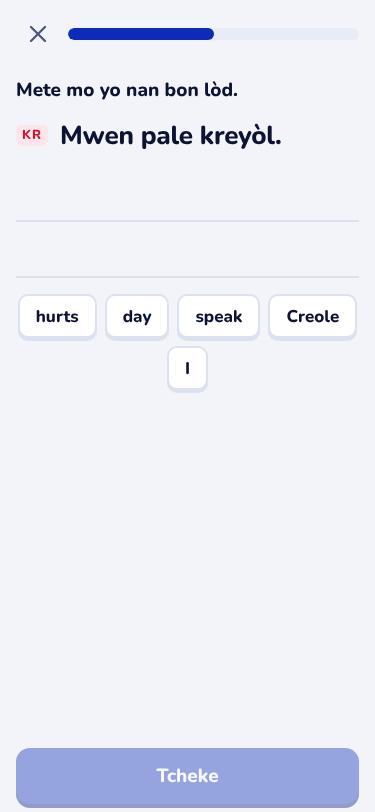 Mete mo yo nan bon lòd.
KR Mwen pale kreyòl.
hurts day speak Creole
I
Tcheke